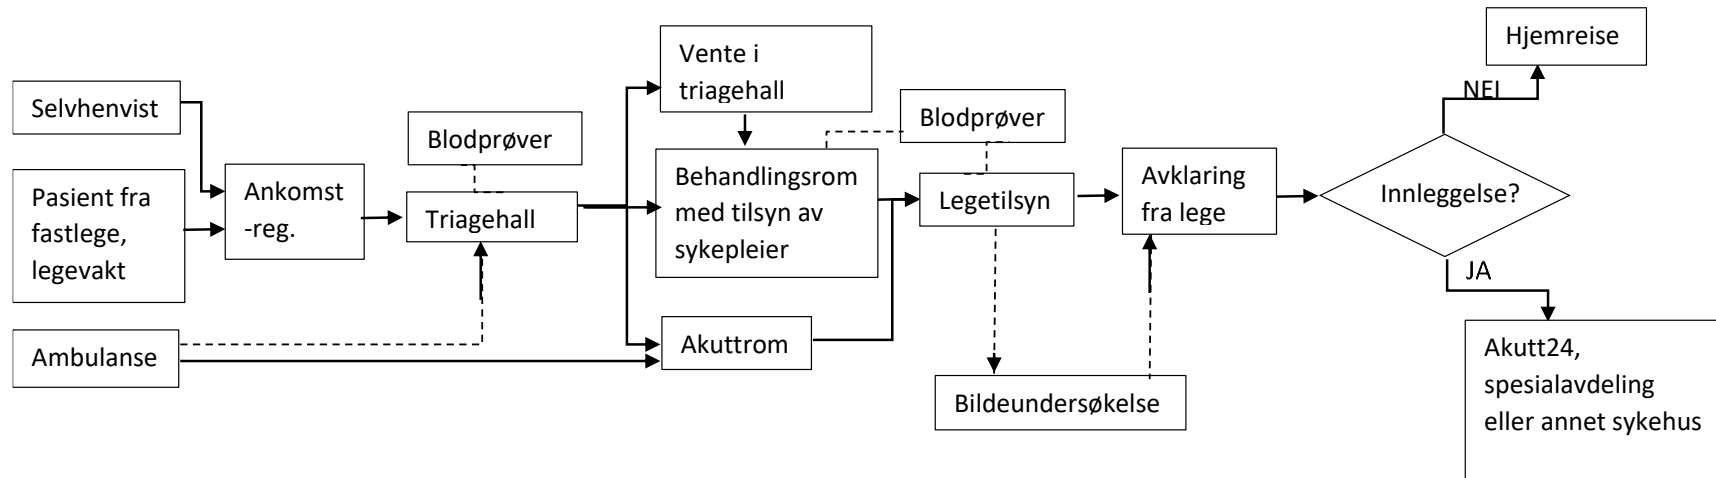 Selvhenvist
Pasient fra
fastlege,
legevakt
Ambulanse
Ankomst
-reg.
Blodprøver
Triagehall
Vente i
triagehall
Behandlingsrom
med tilsyn av
sykepleier
Akuttrom
Blodprøver
Legetilsyn
Bildeundersøkelse
Avklaring
fra lege
Innleggelse?
NEI
Hjemreise
JA
Akutt24,
spesialavdeling
eller annet sykehus